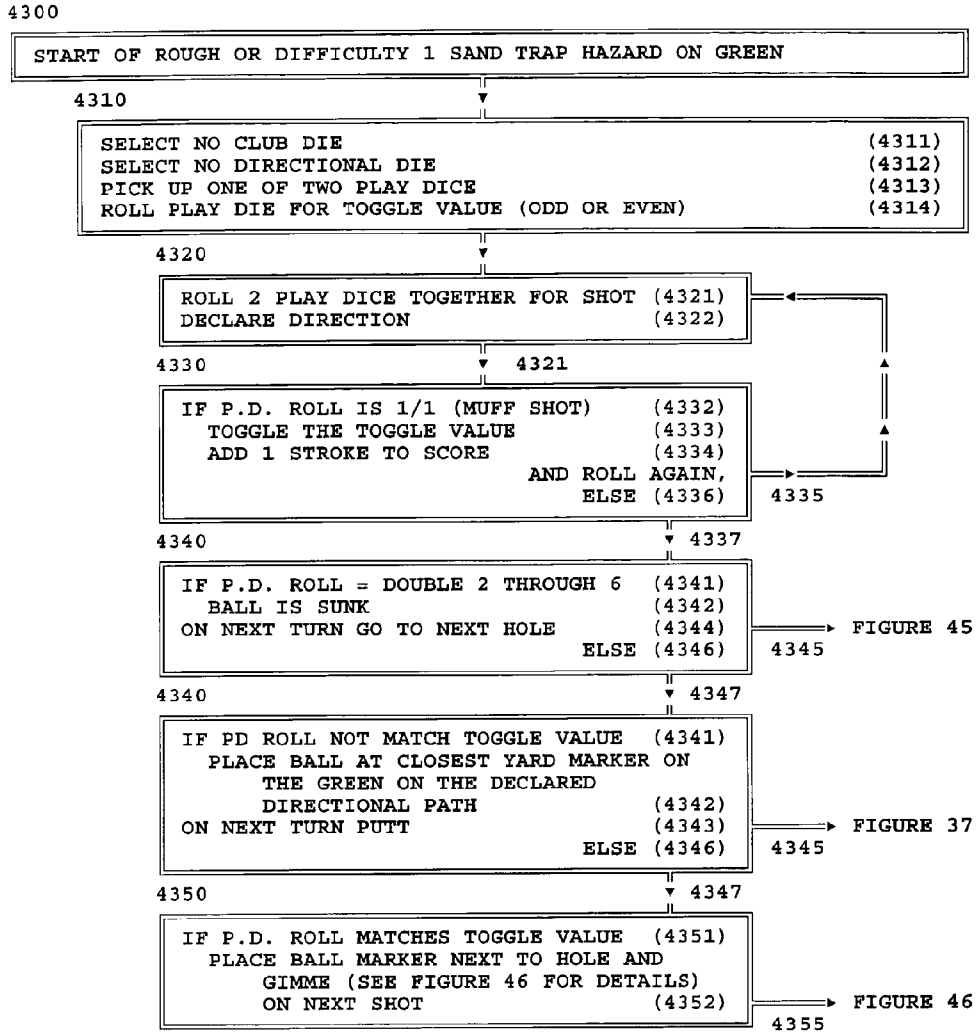 4300
START OF ROUGH OR DIFFICULTY 1 SAND TRAP HAZARD ON GREEN
4310
SELECT NO CLUB DIE (4311)
SELECT NO DIRECTIONAL DIE (4312)
PICK UP ONE OF TWO PLAY DICE (4313)
ROLL PLAY DIE FOR TOGGLE VALUE (ODD OR EVEN) (4314)
4320
ROLL 2 PLAY DICE TOGETHER FOR SHOT (4321)
DECLARE DIRECTION (4322)
4330 4321
IF P.D. ROLL IS 1/1 (MUFF SHOT) (4332)
TOGGLE THE TOGGLE VALUE (4333)
ADD 1 STROKE TO SCORE (4334)
AND ROLL AGAIN,
ELSE (4336) 4335
4340 4337
IF P.D. ROLL = DOUBLE 2 THROUGH 6 (4341)
BALL IS SUNK (4342)
ON NEXT TURN GO TO NEXT HOLE (4344) FIGURE 45
ELSE (4346) 4345
4340 4347
IF PD ROLL NOT MATCH TOGGLE VALUE (4341)
PLACE BALL AT CLOSEST YARD MARKER ON
THE GREEN ON THE DECLARED
DIRECTIONAL PATH (4342)
ON NEXT TURN PUTT (4343) FIGURE 37
ELSE (4346) 4345
4350 4347
IF P.D. ROLL MATCHES TOGGLE VALUE (4351)
PLACE BALL MARKER NEXT TO HOLE AND
GIMME (SEE FIGURE 46 FOR DETAILS)
ON NEXT SHOT (4352) FIGURE 46
4355